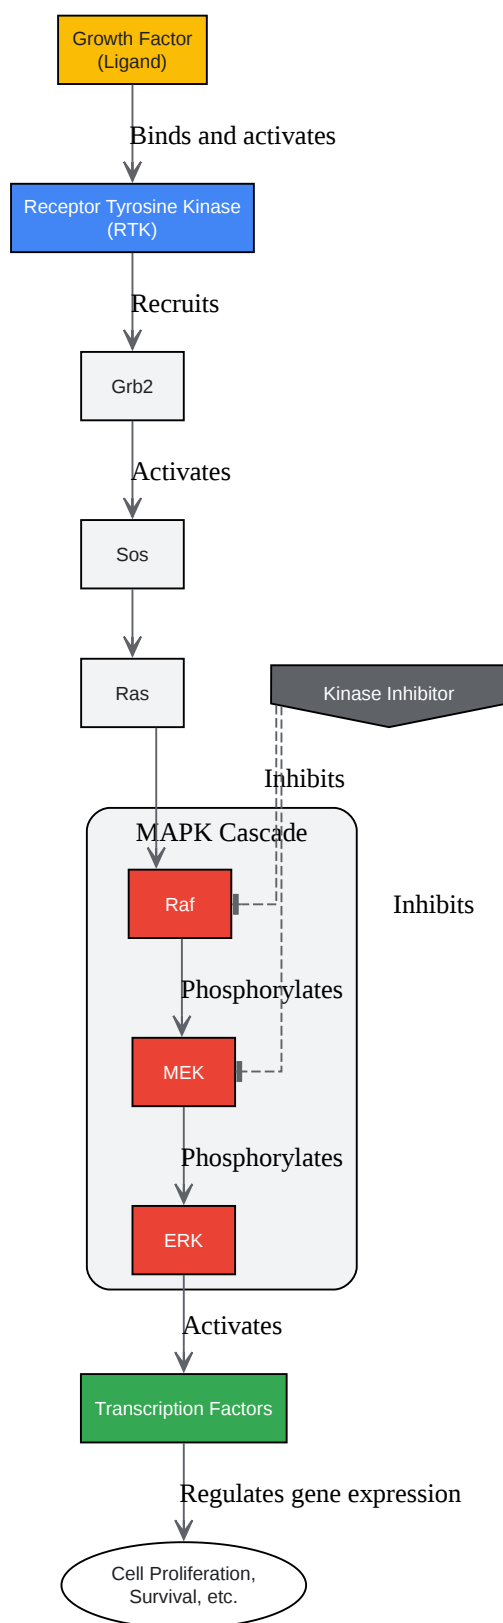 Growth Factor
(Ligand)
Binds and activates
Receptor Tyrosine Kinase
(RTK)
Recruits
Grb2
Activates
Sos
Ras
Kinase Inhibitor
Inhibits
MAPK Cascade
Raf
Inhibits
Phosphorylates
MEK
Phosphorylates
ERK
Activates
Transcription Factors
Regulates gene expression
Cell Proliferation,
Survival, etc.